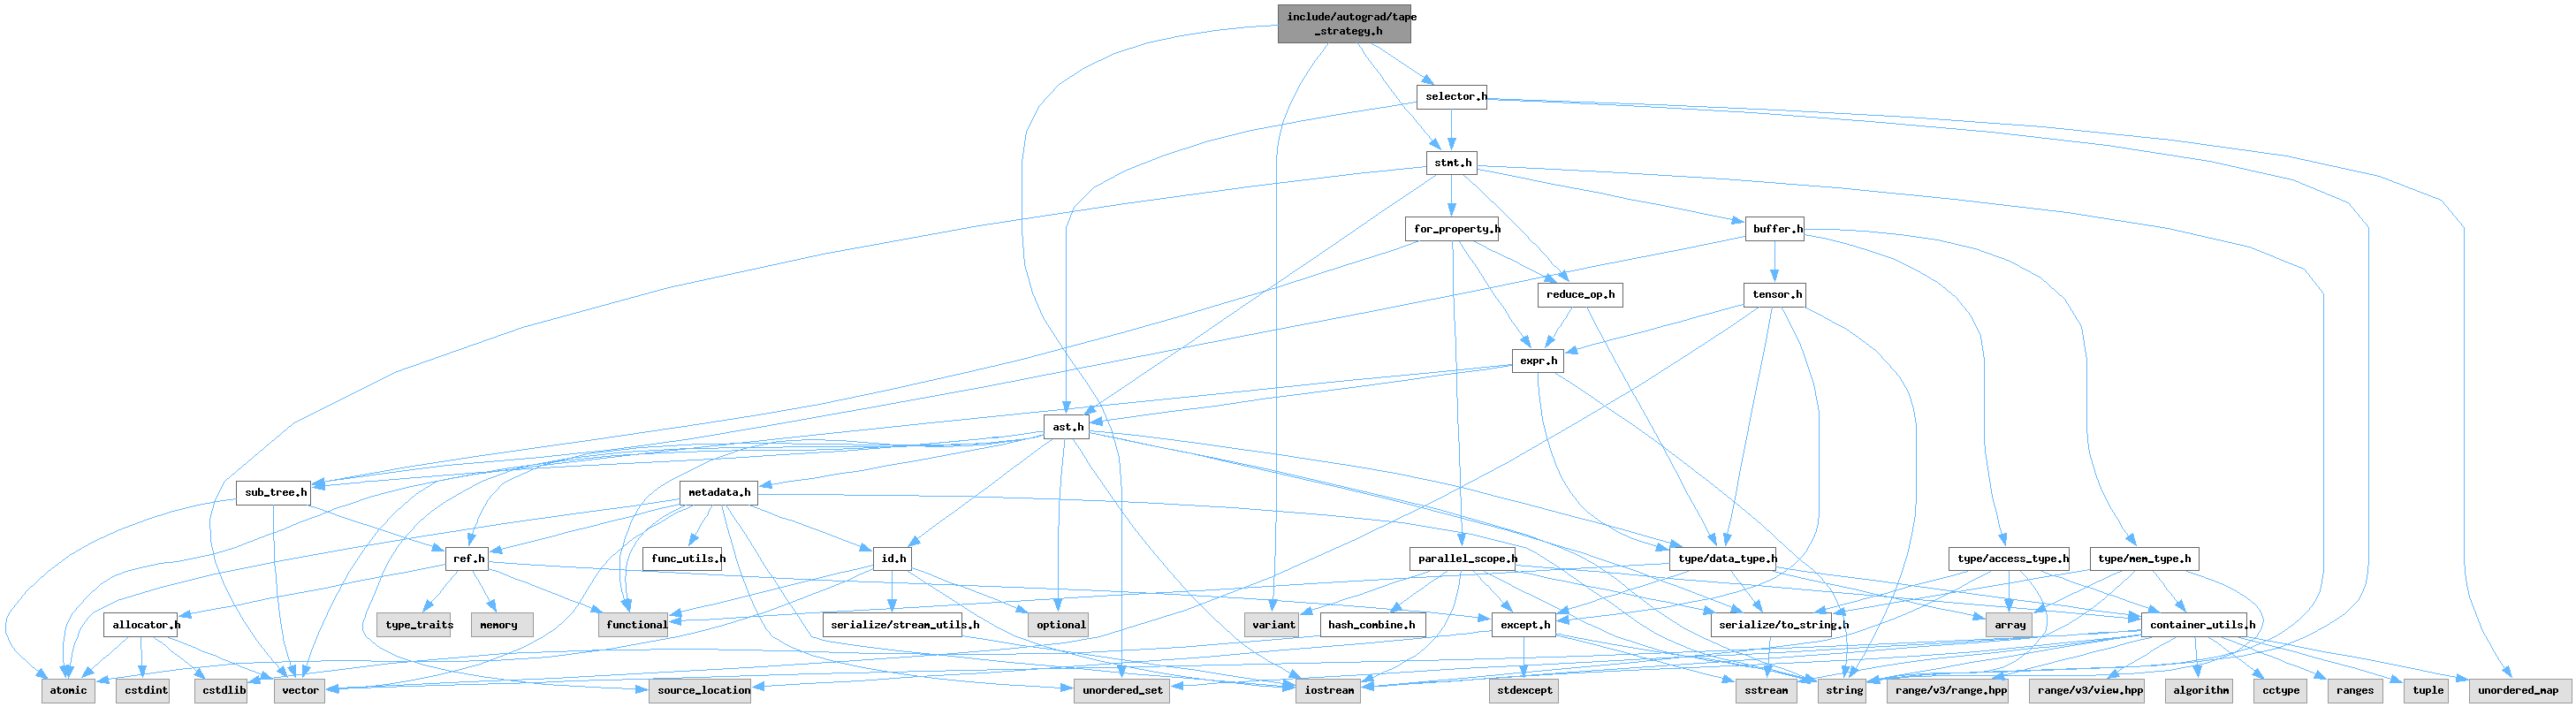 include/autograd/tape
_strategy.h
selector.h
stmt.h
for_property.h
buffer.h
reduce_op.h
tensor.h
expr.h
ast.h
sub_tree.h
metadata.h
ref.h
func_utils.h
id.h
parallel_scope.h
type/data_type.h
type/access_type.h
type/mem_type.h
allocator.h
type_traits
memory
functional
serialize/stream_utils.h
optional
variant
hash_combine.h
except.h
serialize/to_string.h
array
container_utils.h
atomic
cstdint
cstdlib
vector
source_location
unordered_set
iostream
stdexcept
sstream
string
range/v3/range.hpp
range/v3/view.hpp
algorithm
cctype
ranges
tuple
unordered_map